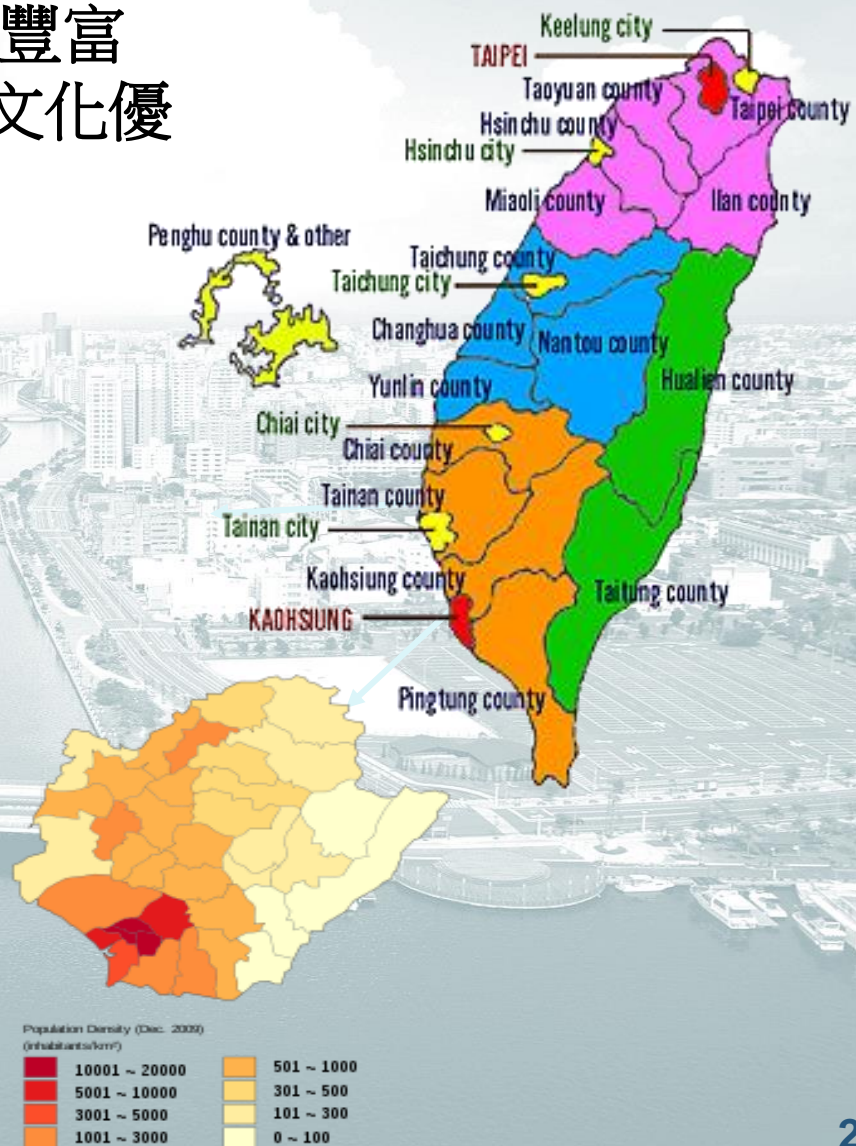 豐富
文化優
Keelung city
TAIPEI
Taoyuan county
Taipei county
Hsinchu county
Hsinchu city
Miaoli county
Ilan county
Penghu county & other
Taichung county
Taichung city
Changhua county
Nantou county
Yunlin county
Hualien county
Chiai city
Chiai county
Tainan county
Tainan city
Kaohsiung county
Taitung county
KAOHSIUNG
Pingtung county
Population Density (Dec. 2009)
(inhabitants/km²)
10001 ~ 20000
5001 ~ 10000
3001 ~ 5000
1001 ~ 3000
501 ~ 1000
301 ~ 500
101 ~ 300
0 ~ 100
2